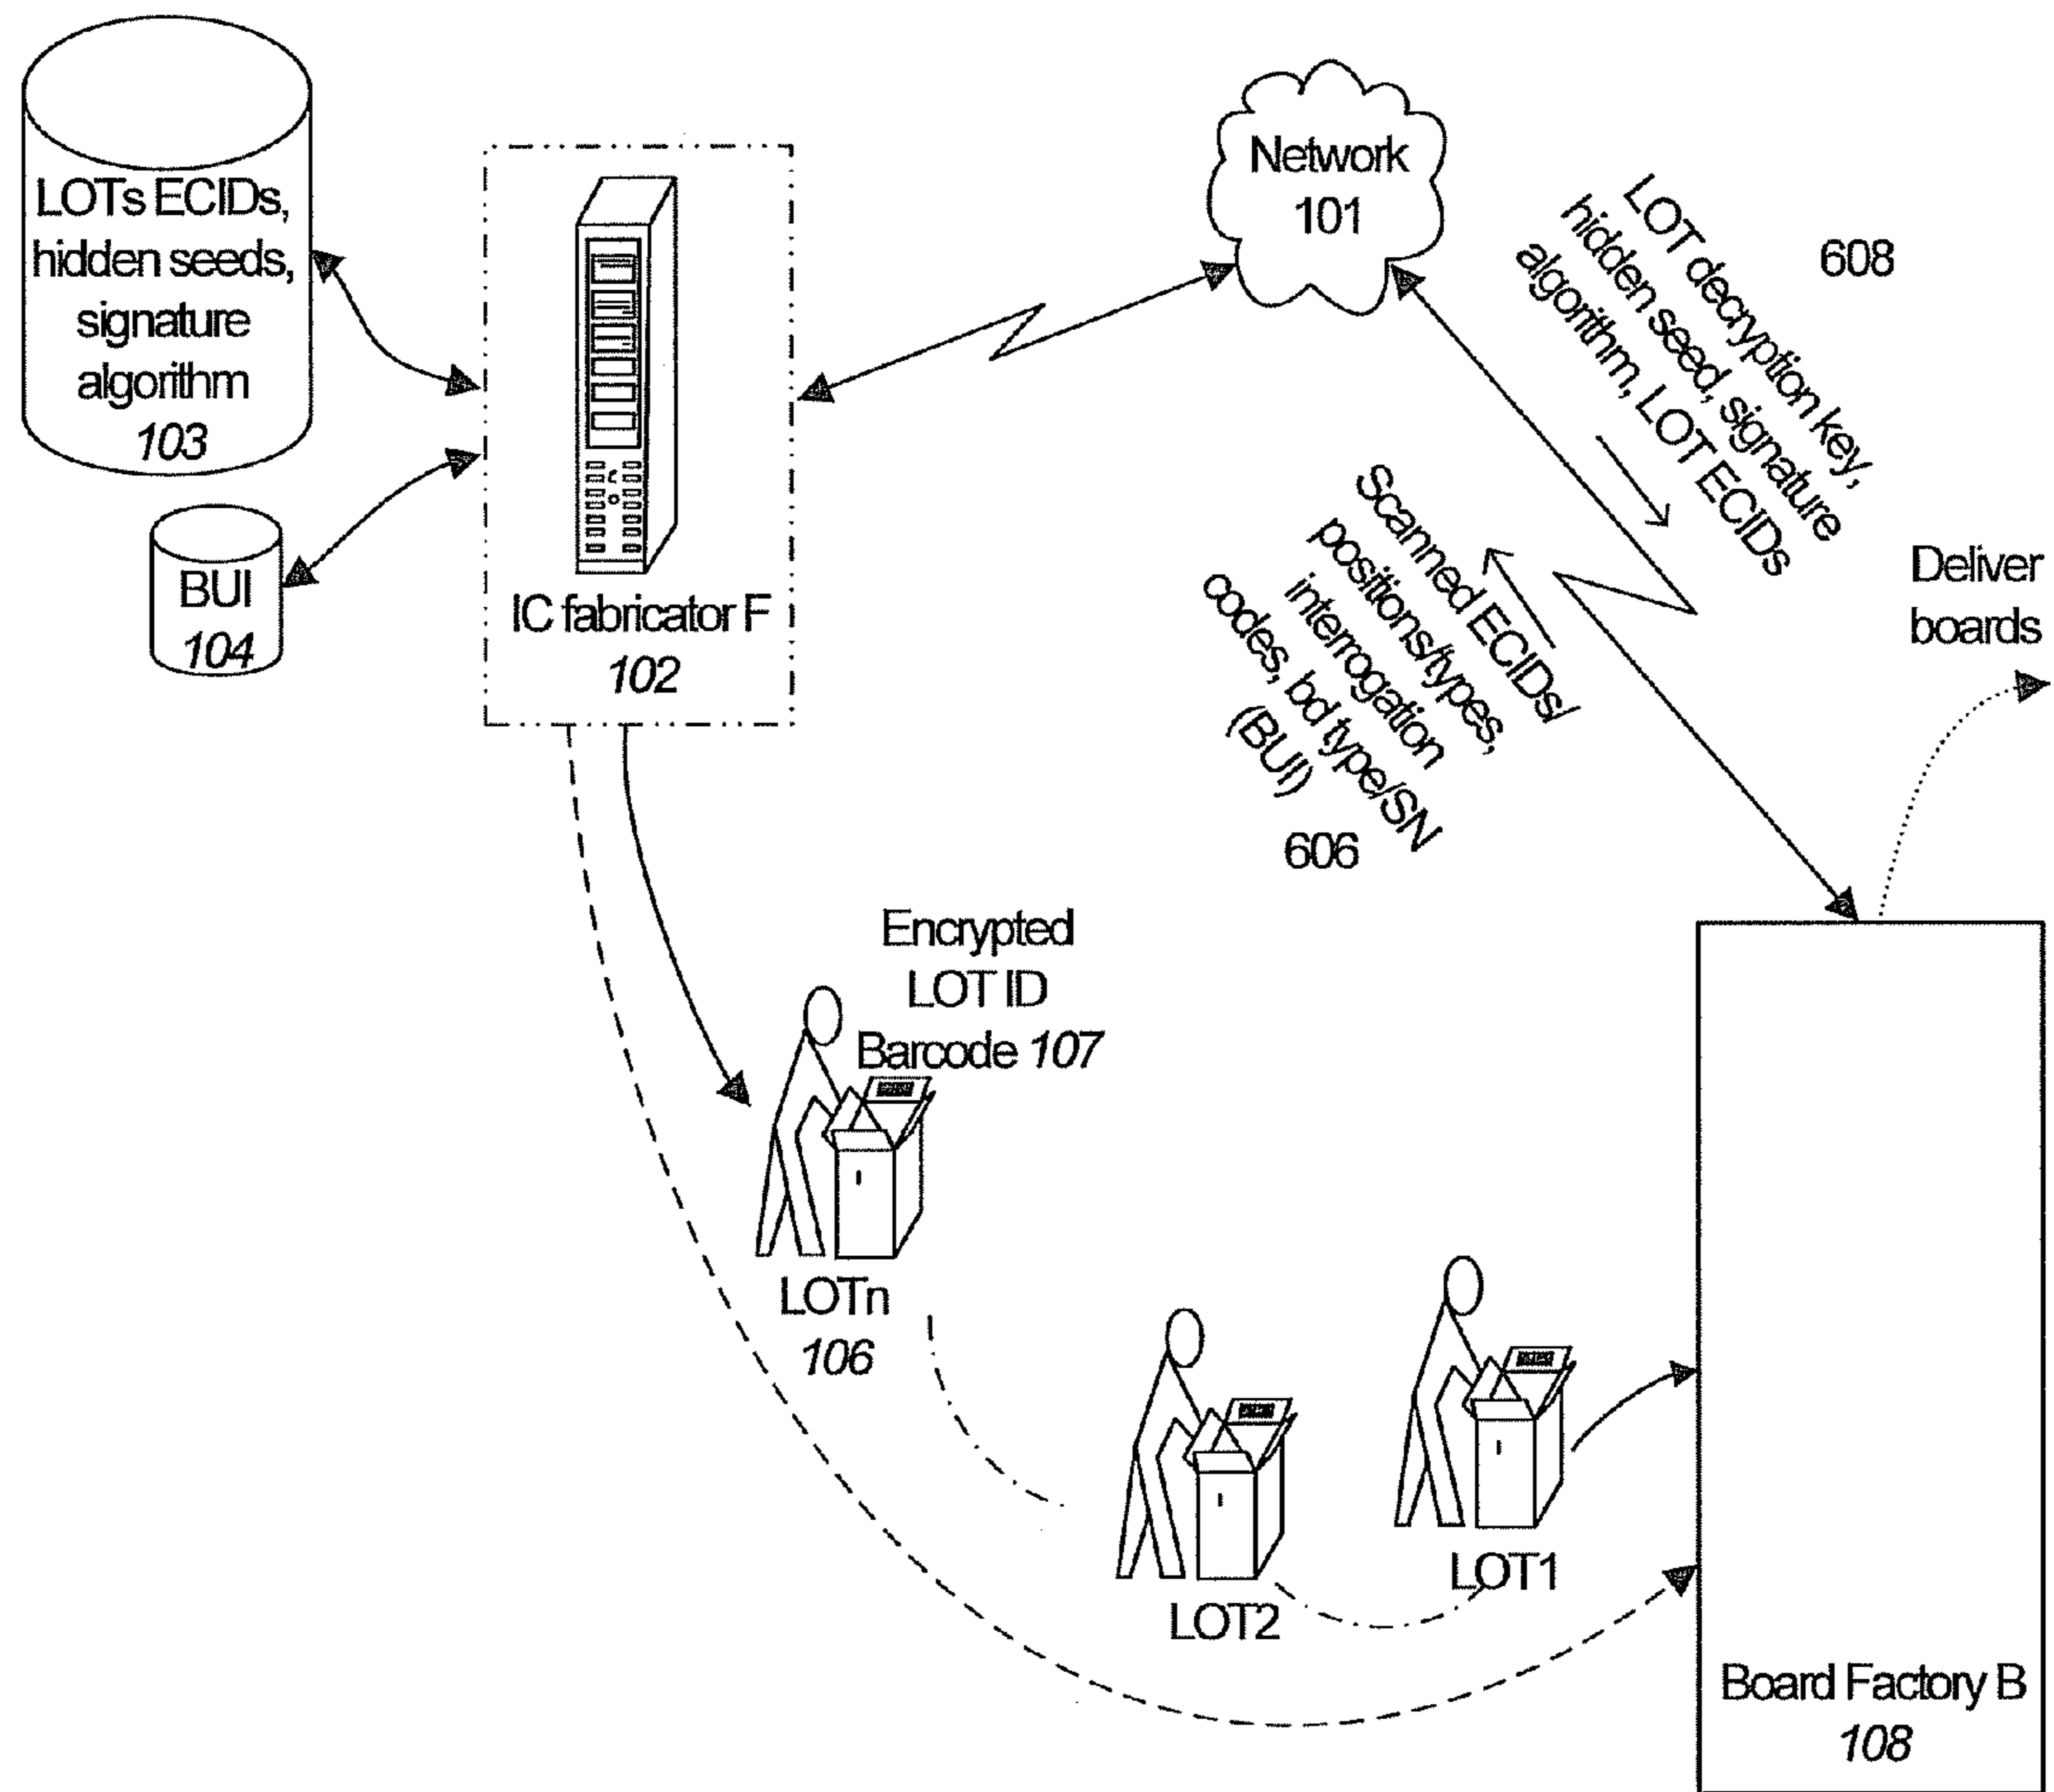 LOTs ECIDs,
hidden seeds,
signature
algorithm
103
BUI
104
IC fabricator F
102
Network
101
LOT decryption key,
hidden seed, signature
algorithm, LOT ECIDs
608
Scanned ECIDs/
positions/types,
interrogation
codes, bd type/SN
(BUI)
606
Deliver
boards
Encrypted
LOT ID
Barcode 107
LOTn
106
LOT2
LOT1
Board Factory B
108